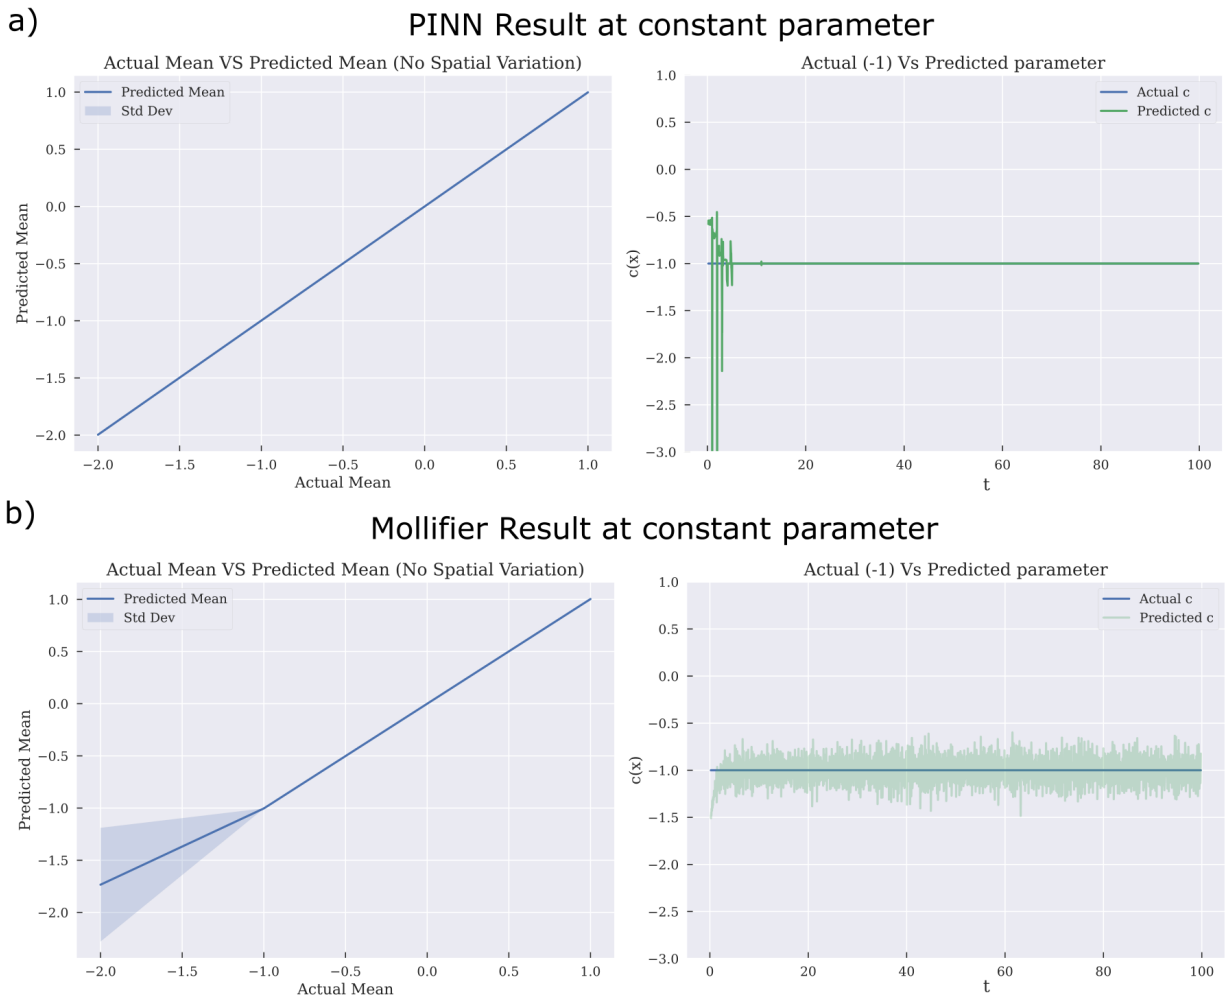 a)
PINN Result at constant parameter
Actual Mean VS Predicted Mean (No Spatial Variation)
Predicted Mean
Std Dev
1.0
0.5
0.0
−0.5
−1.0
−1.5
−2.0
Predicted Mean
−2.0 −1.5 −1.0 −0.5 0.0 0.5 1.0
Actual Mean
Actual (-1) Vs Predicted parameter
Actual c
Predicted c
1.0
0.5
0.0
−0.5
−1.0
−1.5
−2.0
−2.5
−3.0
c(x)
0 20 40 60 80 100
t
b)
Mollifier Result at constant parameter
Actual Mean VS Predicted Mean (No Spatial Variation)
Predicted Mean
Std Dev
1.0
0.5
0.0
−0.5
−1.0
−1.5
−2.0
Predicted Mean
−2.0 −1.5 −1.0 −0.5 0.0 0.5 1.0
Actual Mean
Actual (-1) Vs Predicted parameter
Actual c
Predicted c
1.0
0.5
0.0
−0.5
−1.0
−1.5
−2.0
−2.5
−3.0
c(x)
0 20 40 60 80 100
t